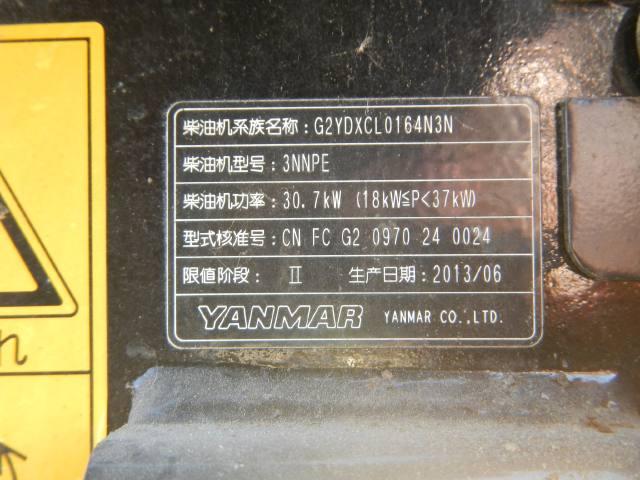 柴油机系族名称：G2YDXCL0164N3N
柴油机型号：3NNPE
柴油机功率：30.7kW (18kW≦P<37kW)
型式核准号：CN FC G2 0970 24 0024
限值阶段： Ⅱ 生产日期：2013/06
YANMAR YANMAR CO.,LTD.